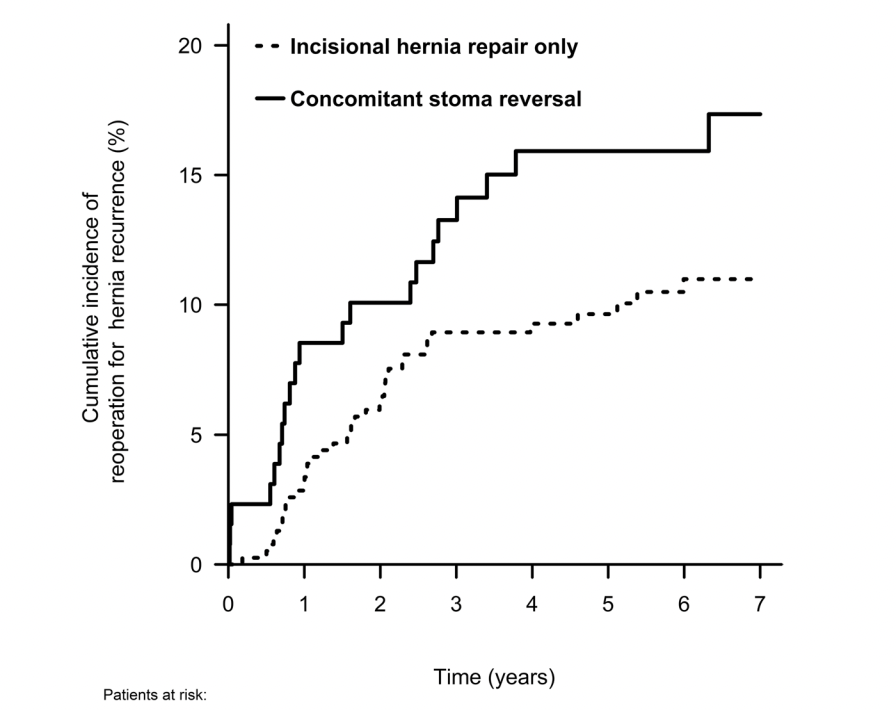 20
Incisional hernia repair only
Concomitant stoma reversal
15
10
5
0
Cumulative incidence of
reoperation for hernia recurrence (%)
0 1 2 3 4 5 6 7
Time (years)
Patients at risk: